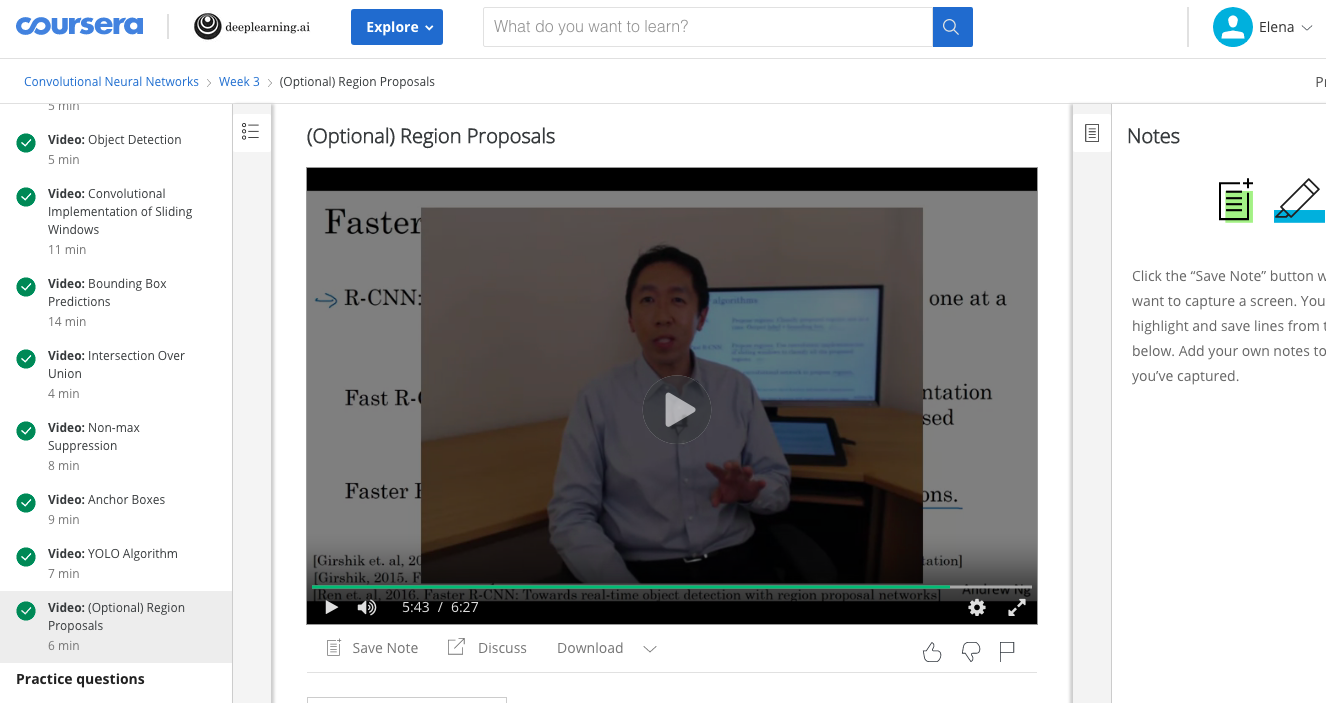 coursera
deeplearning.ai
Explore
What do you want to learn?
Elena
Convolutional Neural Networks > Week 3 > (Optional) Region Proposals
5 min
Video: Object Detection
5 min
Video: Convolutional
Implementation of Sliding
Windows
11 min
Video: Bounding Box
Predictions
14 min
Video: Intersection Over
Union
4 min
Video: Non-max
Suppression
8 min
Video: Anchor Boxes
9 min
Video: YOLO Algorithm
7 min
Video: (Optional) Region
Proposals
6 min
Practice questions
(Optional) Region Proposals
Faster
R-CNN:
one at a
Fast R-C
ntation
sed
Faster
ons.
algorithms
[Girshik et. al, 20
tation]
[Girshik, 2015. F
[Ren et. al, 2016. Faster R-CNN: Towards real-time object detection with region proposal networks]
Andrew Ng
5:43 / 6:27
Save Note
Discuss
Download
Notes
Click the “Save Note” button w
want to capture a screen. You
highlight and save lines from t
below. Add your own notes to
you’ve captured.